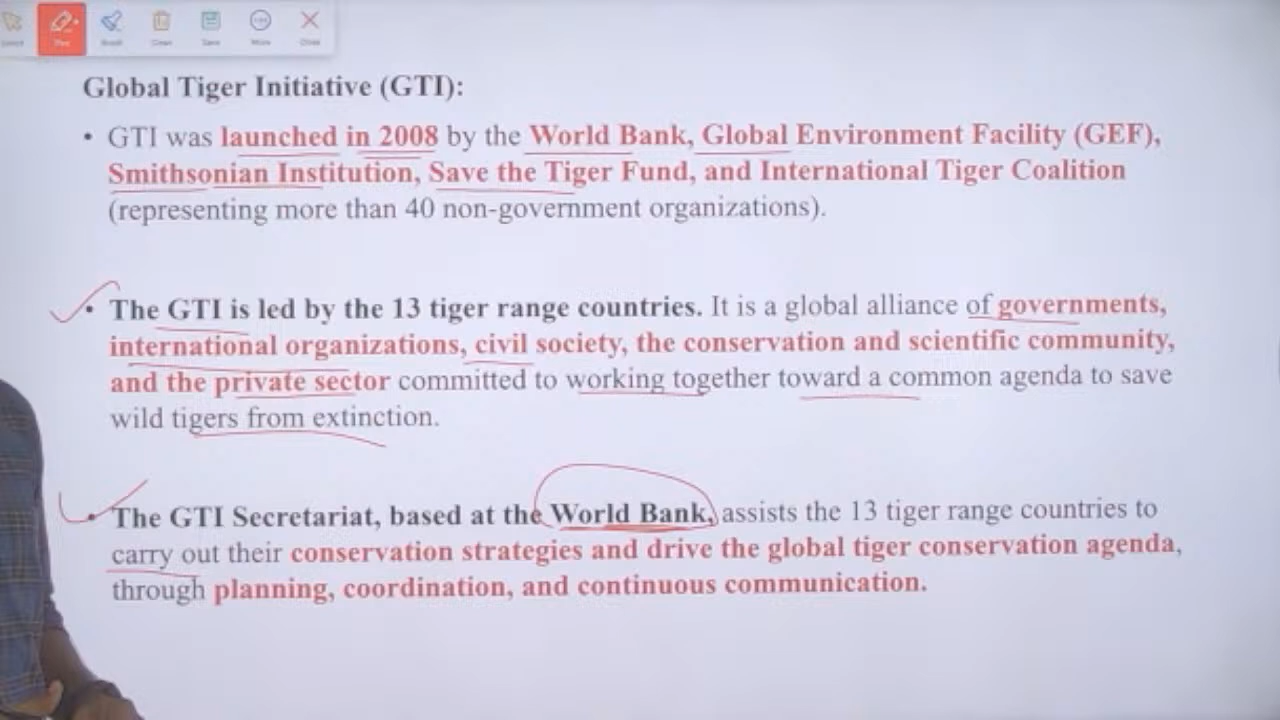 Global Tiger Initiative (GTI):
• GTI was launched in 2008 by the World Bank, Global Environment Facility (GEF),
Smithsonian Institution, Save the Tiger Fund, and International Tiger Coalition
(representing more than 40 non-government organizations).
• The GTI is led by the 13 tiger range countries. It is a global alliance of governments,
international organizations, civil society, the conservation and scientific community,
and the private sector committed to working together toward a common agenda to save
wild tigers from extinction.
• The GTI Secretariat, based at the World Bank, assists the 13 tiger range countries to
carry out their conservation strategies and drive the global tiger conservation agenda,
through planning, coordination, and continuous communication.